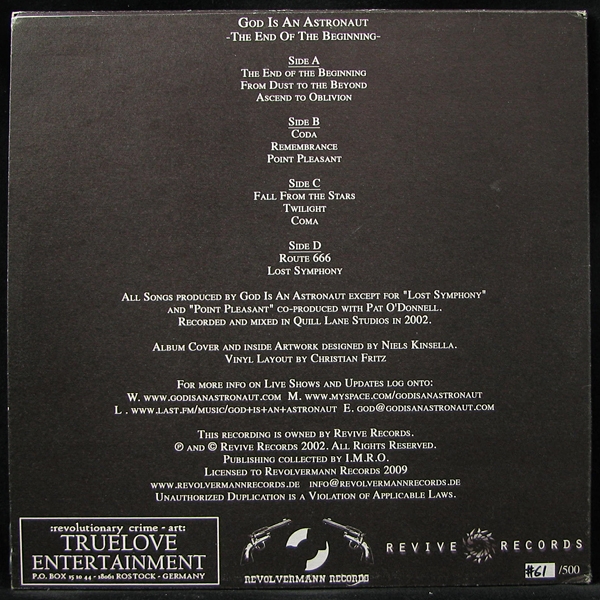 God Is An Astronaut
-The End Of The Beginning-
Side A
The End of the Beginning
From Dust to the Beyond
Ascend to Oblivion
Side B
Coda
Remembrance
Point Pleasant
Side C
Fall From the Stars
Twilight
Coma
Side D
Route 666
Lost Symphony
All Songs produced by God Is An Astronaut except for "Lost Symphony"
and "Point Pleasant" co-produced with Pat O'Donnell.
Recorded and mixed in Quill Lane Studios in 2002.
Album Cover and inside Artwork designed by Niels Kinsella.
Vinyl Layout by Christian Fritz
For more info on Live Shows and Updates log onto:
W. www.godisanastronaut.com M. www.myspace.com/godisanastronaut
L . www.last.fm/music/god+is+an+astronaut E. god@godisanastronaut.com
This recording is owned by Revive Records.
℗ and © Revive Records 2002. All Rights Reserved.
Publishing collected by I.M.R.O.
Licensed to Revolvermann Records 2009
www.revolvermannrecords.de info@revolvermannrecords.de
Unauthorized Duplication is a Violation of Applicable Laws.
:revolutionary crime - art:
TRUELOVE
ENTERTAINMENT
P.O. BOX 15 10 44 - 18061 ROSTOCK - GERMANY
REVOLVERMANN RECORDS
REVIVE RECORDS
#61 /500